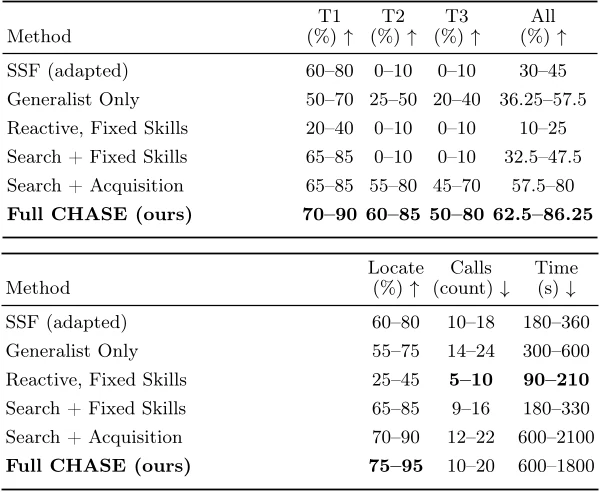 T1 T2 T3 All
Method (%) ↑ (%) ↑ (%) ↑ (%) ↑
SSF (adapted) 60–80 0–10 0–10 30–45
Generalist Only 50–70 25–50 20–40 36.25–57.5
Reactive, Fixed Skills 20–40 0–10 0–10 10–25
Search + Fixed Skills 65–85 0–10 0–10 32.5–47.5
Search + Acquisition 65–85 55–80 45–70 57.5–80
Full CHASE (ours) 70–90 60–85 50–80 62.5–86.25
Locate Calls Time
Method (%) ↑ (count) ↓ (s) ↓
SSF (adapted) 60–80 10–18 180–360
Generalist Only 55–75 14–24 300–600
Reactive, Fixed Skills 25–45 5–10 90–210
Search + Fixed Skills 65–85 9–16 180–330
Search + Acquisition 70–90 12–22 600–2100
Full CHASE (ours) 75–95 10–20 600–1800